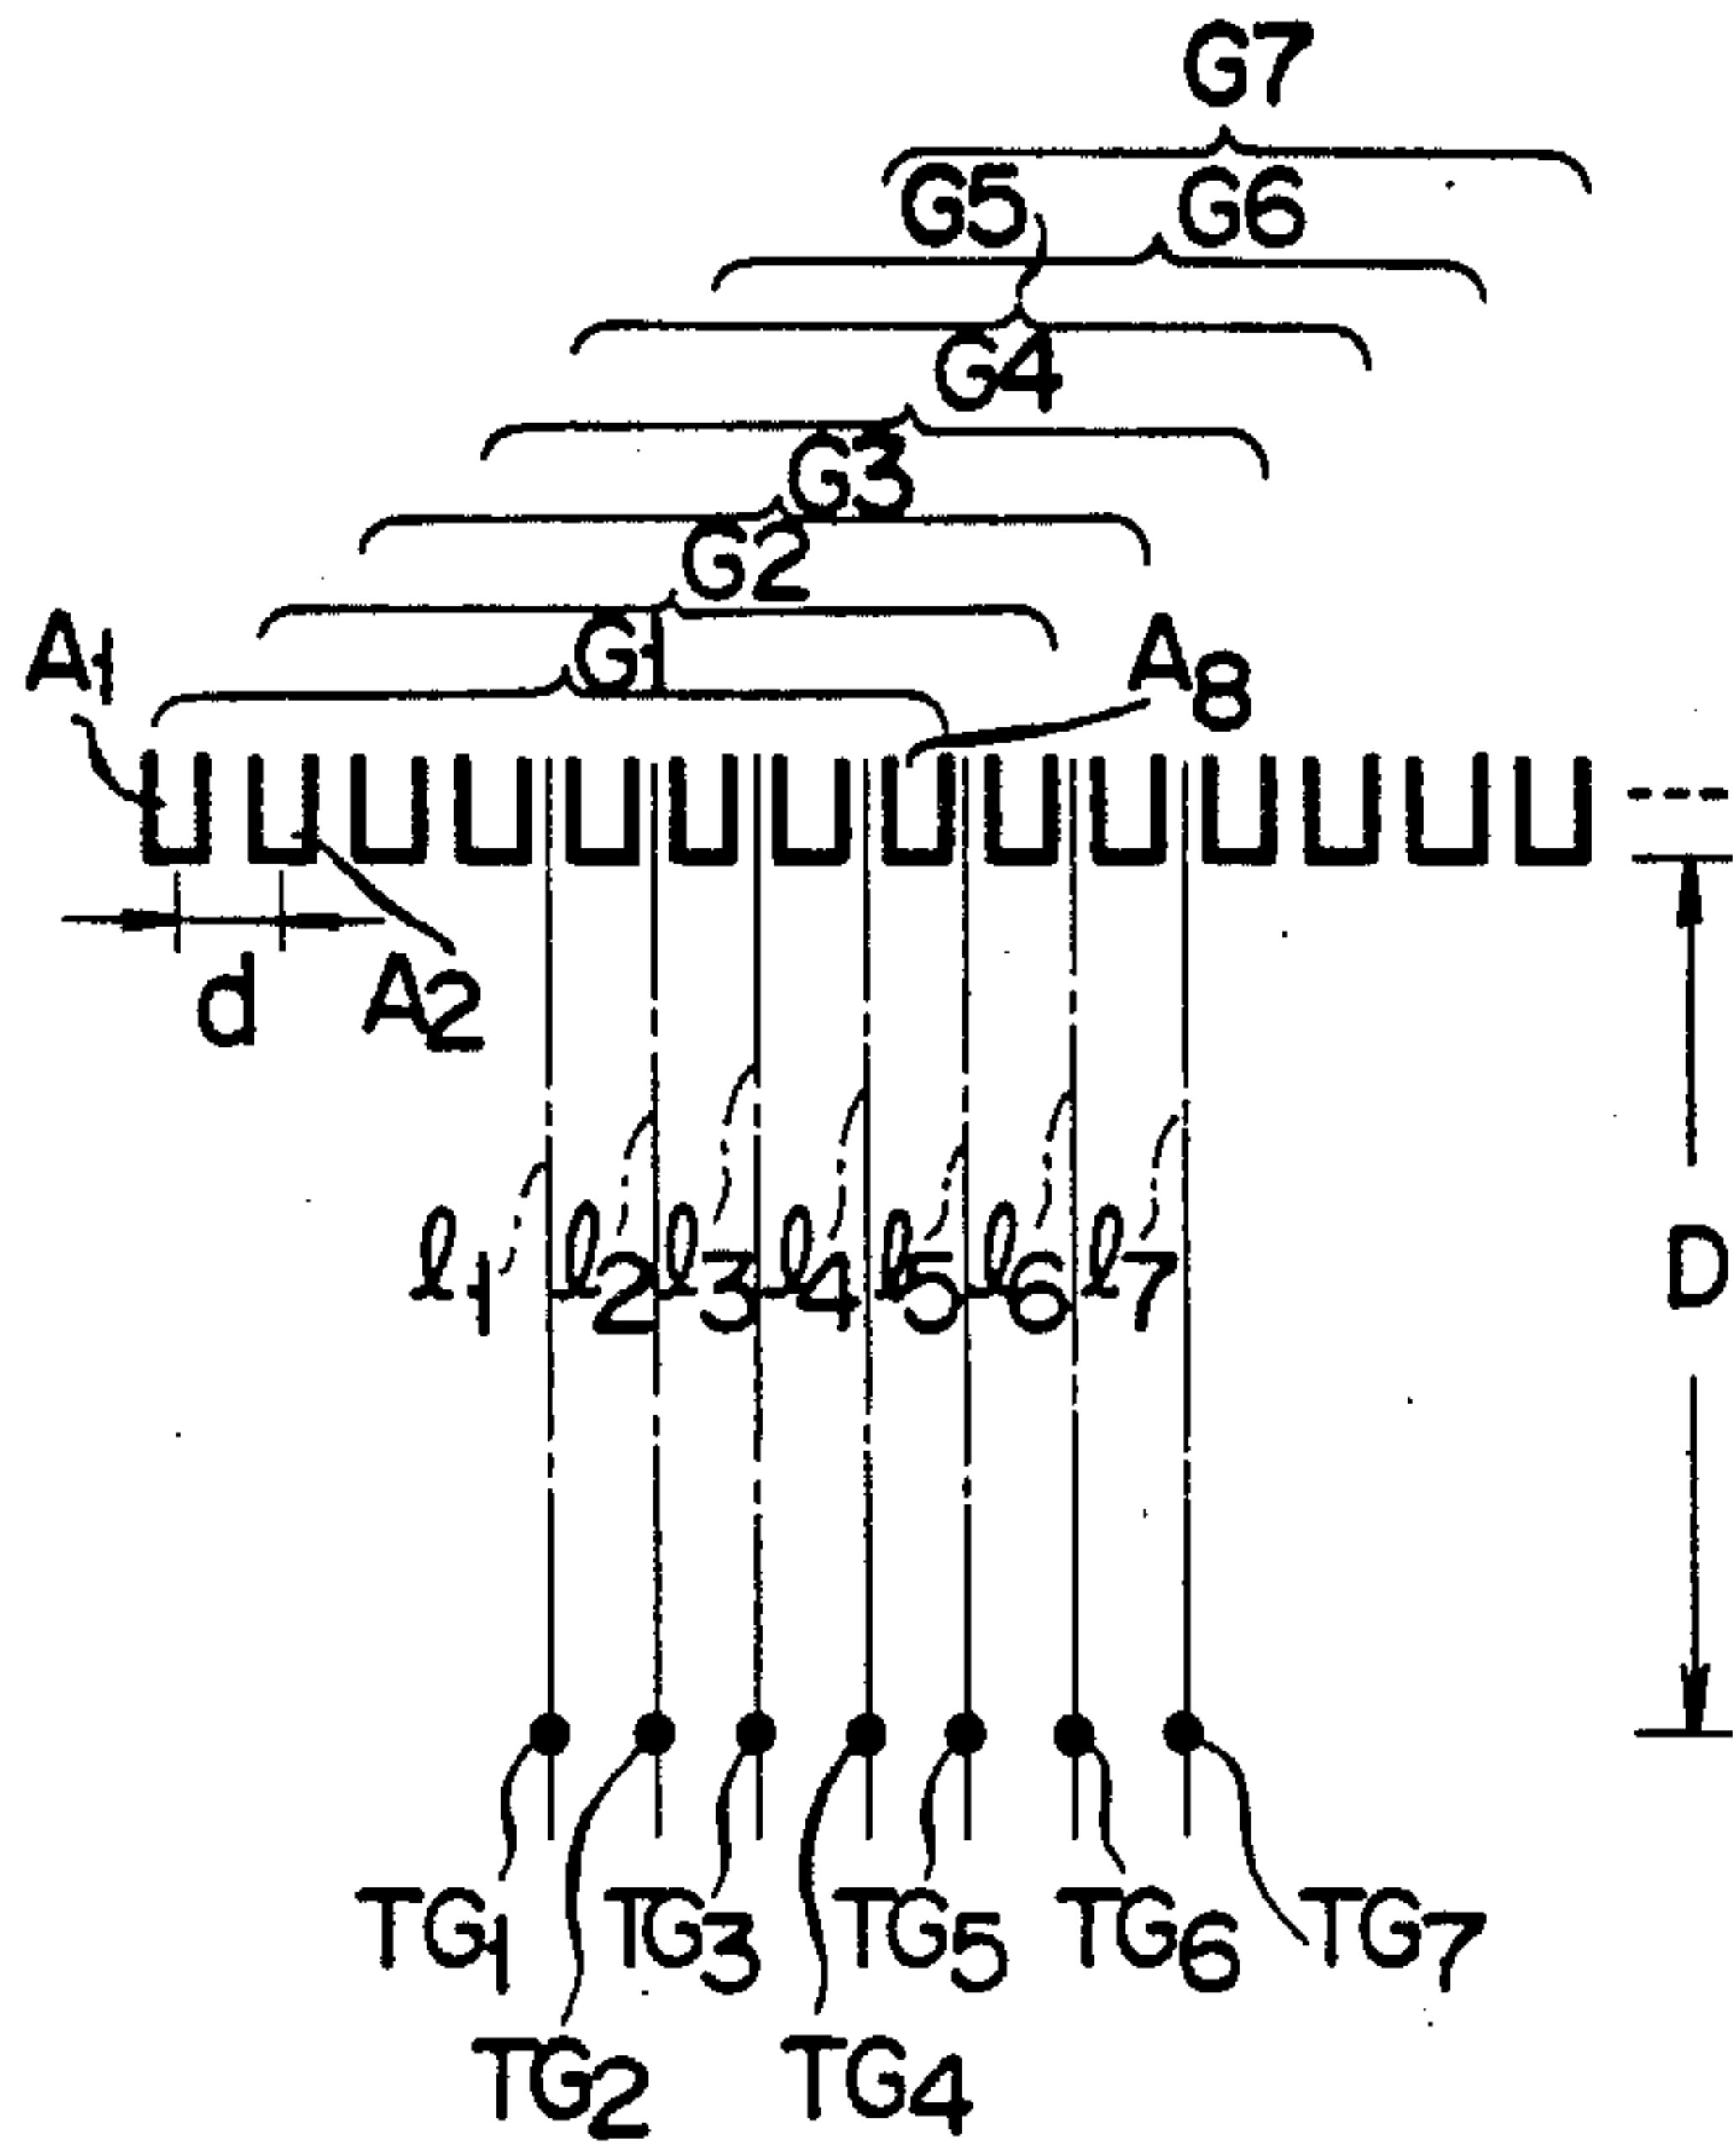 G7
G5 G6
G4
G3
G2
G1
A1 A8
d A2
ℓ1 ℓ2 ℓ3 ℓ4 ℓ5 ℓ6 ℓ7
D
TG1 TG3 TG5 TG6 TG7
TG2 TG4